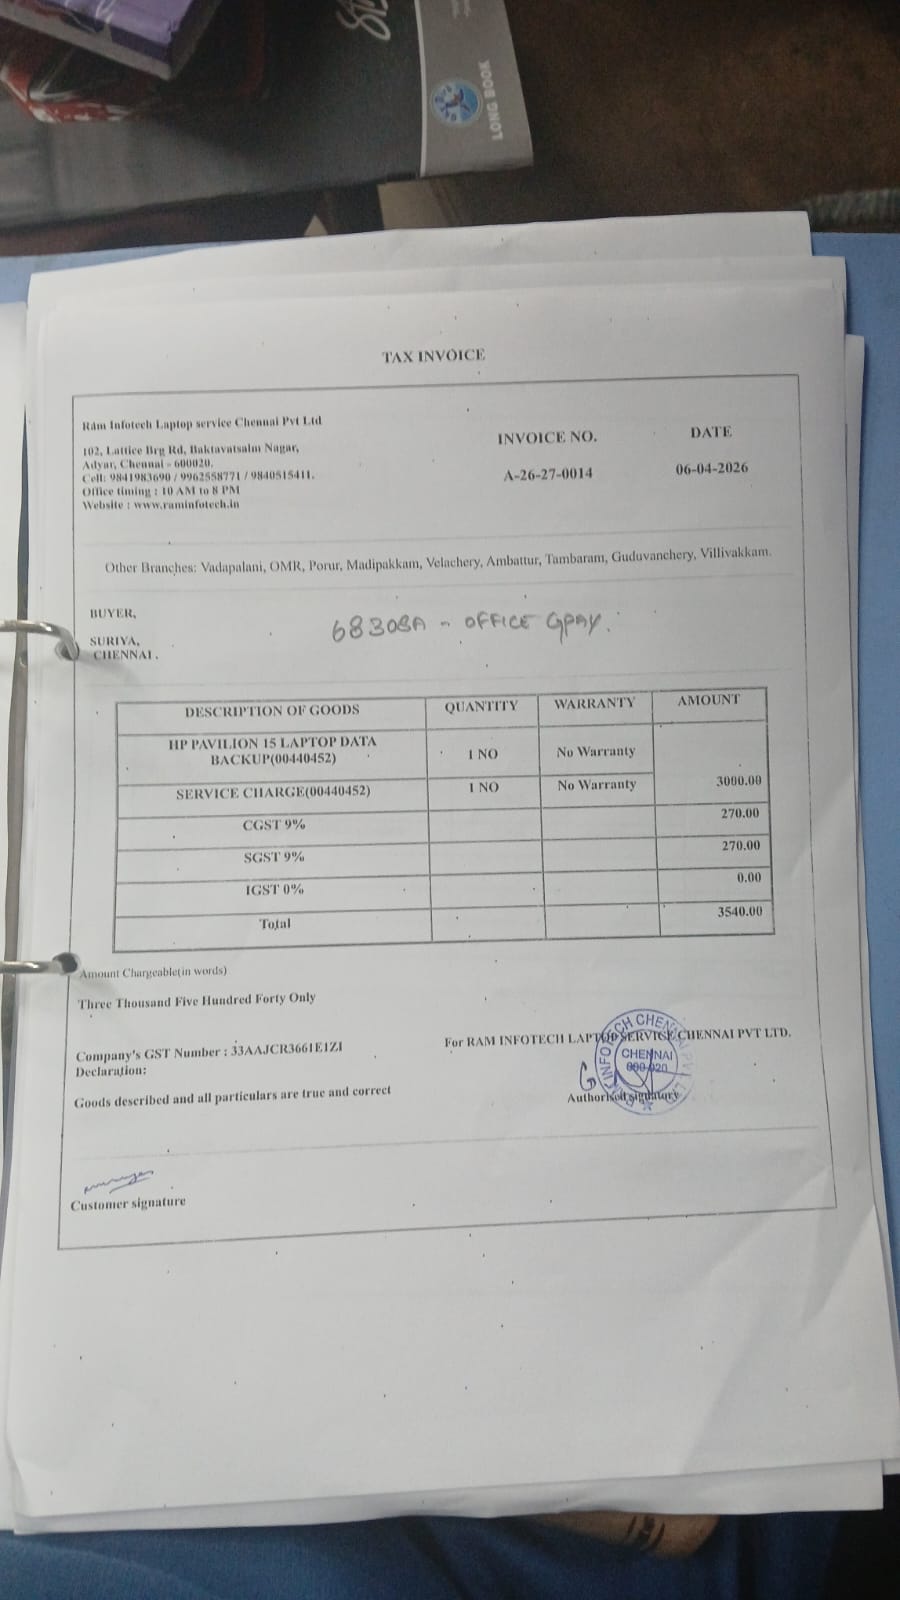 LONG BOOK
TAX INVOICE
Ram Infotech Laptop service Chennai Pvt Ltd
102, Lattice Brg Rd, Baktavatsalm Nagar,
Adyar, Chennai - 600020.
Cell: 9841983690 / 9962558771 / 9840515411.
Office timing : 10 AM to 8 PM
Website : www.raminfotech.in
INVOICE NO. DATE
A-26-27-0014 06-04-2026
Other Branches: Vadapalani, OMR, Porur, Madipakkam, Velachery, Ambattur, Tambaram, Guduvanchery, Villivakkam.
BUYER,
SURIYA,
CHENNAI .
68308A - OFFICE GPAY.
DESCRIPTION OF GOODS QUANTITY WARRANTY AMOUNT
HP PAVILION 15 LAPTOP DATA
BACKUP(00440452) 1 NO No Warranty
SERVICE CHARGE(00440452) 1 NO No Warranty 3000.00
CGST 9% 270.00
SGST 9% 270.00
IGST 0% 0.00
Total 3540.00
Amount Chargeable(in words)
Three Thousand Five Hundred Forty Only
Company's GST Number : 33AAJCR3661E1ZI
Declaration:
Goods described and all particulars are true and correct
For RAM INFOTECH LAPTOP SERVICE CHENNAI PVT LTD.
CHENNAI
600 020
Authorised signatory
Customer signature